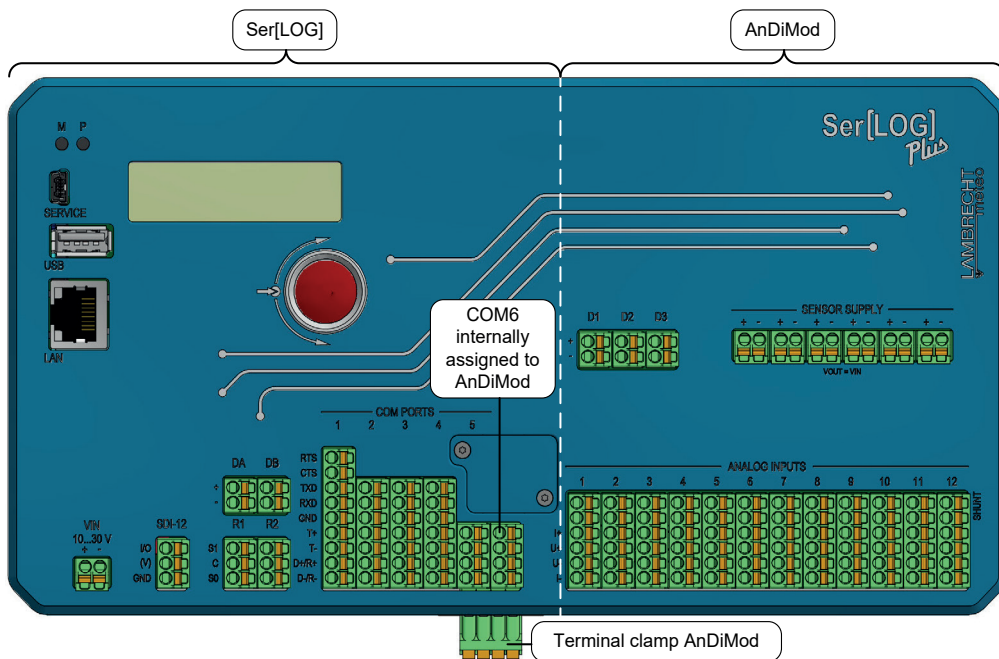 Ser[LOG]
AnDiMod
M P
Ser[LOG]
Plus
LAMBRECHT
meteo
SERVICE
USB
LAN
COM6
internally
assigned to
AnDiMod
D1 D2 D3
+
-
SENSOR SUPPLY
+ - + - + - + - + - + -
VOUT = VIN
COM PORTS
1 2 3 4 5
RTS
CTS
TXD
RXD
GND
T+
T-
D+/R+
D-/R-
DA DB
+
-
R1 R2
S1
C
S0
VIN
10...30 V
+ -
SDI-12
I/O
(V)
GND
ANALOG INPUTS
1 2 3 4 5 6 7 8 9 10 11 12
SHUNT
I+
U+
U-
Terminal clamp AnDiMod